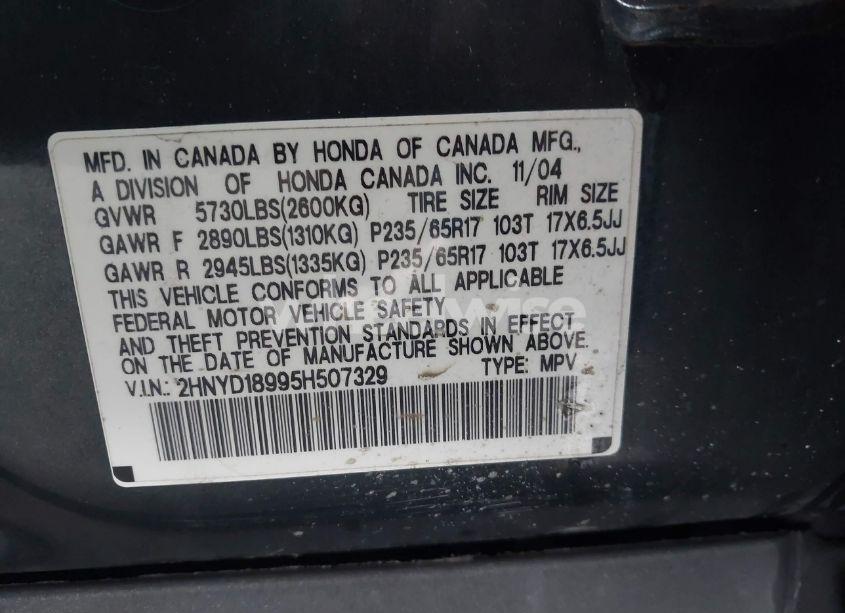 MFD. IN CANADA BY HONDA OF CANADA MFG.,
A DIVISION OF HONDA CANADA INC. 11/04
GVWR 5730LBS(2600KG) TIRE SIZE RIM SIZE
GAWR F 2890LBS(1310KG) P235/65R17 103T 17X6.5JJ
GAWR R 2945LBS(1335KG) P235/65R17 103T 17X6.5JJ
THIS VEHICLE CONFORMS TO ALL APPLICABLE
FEDERAL MOTOR VEHICLE SAFETY
AND THEFT PREVENTION STANDARDS IN EFFECT
ON THE DATE OF MANUFACTURE SHOWN ABOVE.
V.I.N.: 2HNYD18995H507329 TYPE: MPV